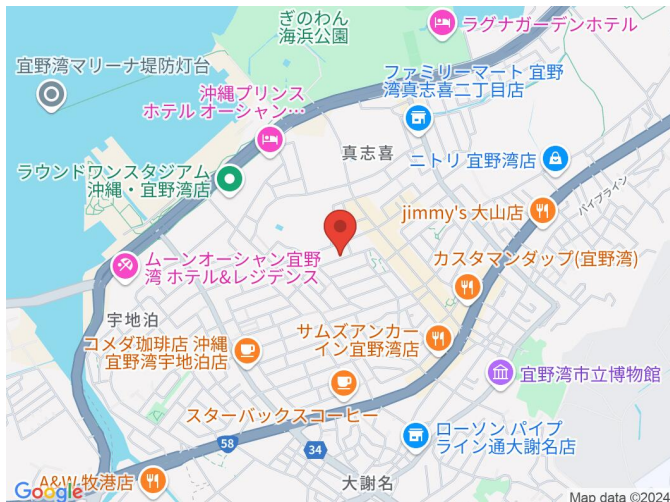 ぎのわん
海浜公園
ラグナガーデンホテル
宜野湾マリーナ堤防灯台
ファミリーマート 宜野
湾真志喜二丁目店
沖縄プリンス
ホテル オーシャン…
真志喜
ニトリ 宜野湾店
ラウンドワンスタジアム
沖縄・宜野湾店
パイプライン
jimmy's 大山店
ムーンオーシャン宜野
湾 ホテル&レジデンス
カスタマンダップ(宜野湾)
宇地泊
コメダ珈琲店 沖縄
宜野湾宇地泊店
サムズアンカー
イン宜野湾店
宜野湾市立博物館
スターバックスコーヒー
58
34
ローソン パイプ
ライン通大謝名店
A&W 牧港店
大謝名
Google
Map data ©2024